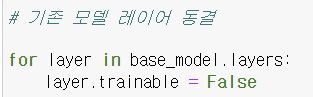 # 기존 모델 레이어 동결
for layer in base_model.layers:
    layer.trainable = False